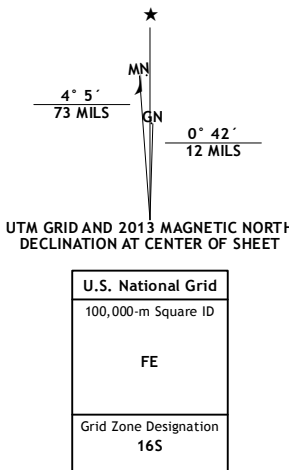 ★
MN
GN
4° 5´
73 MILS
0° 42´
12 MILS
UTM GRID AND 2013 MAGNETIC NORTH
DECLINATION AT CENTER OF SHEET
U.S. National Grid
100,000-m Square ID
FE
Grid Zone Designation
16S